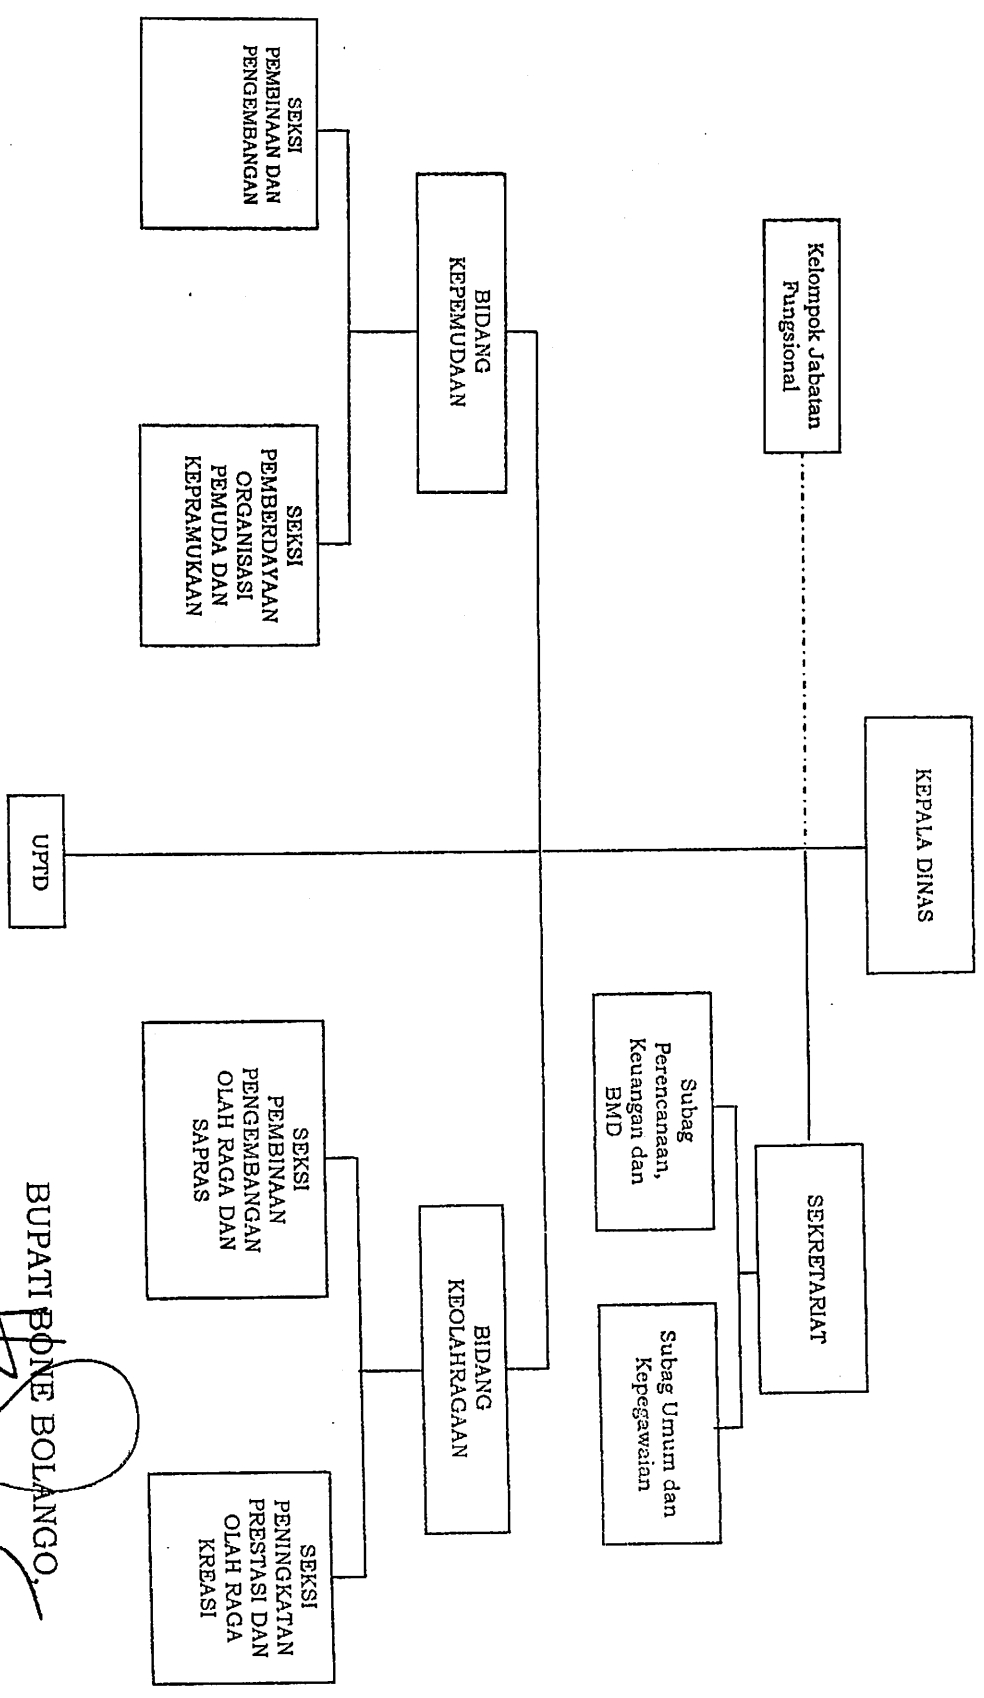 KEPALA DINAS
Kelompok Jabatan
Fungsional
SEKRETARIAT
Subag
Perencanaan,
Keuangan dan
BMD
Subag Umum dan
Kepegawaian
BIDANG
KEPEMUDAAN
BIDANG
KEOLAHRAGAAN
SEKSI
PEMBINAAN DAN
PENGEMBANGAN
SEKSI
PEMBERDAYAAN
ORGANISASI
PEMUDA DAN
KEPRAMUKAAN
SEKSI
PEMBINAAN
PENGEMBANGAN
OLAH RAGA DAN
SAPRAS
SEKSI
PENINGKATAN
PRESTASI DAN
OLAH RAGA
KREASI
UPTD
BUPATI BONE BOLANGO,